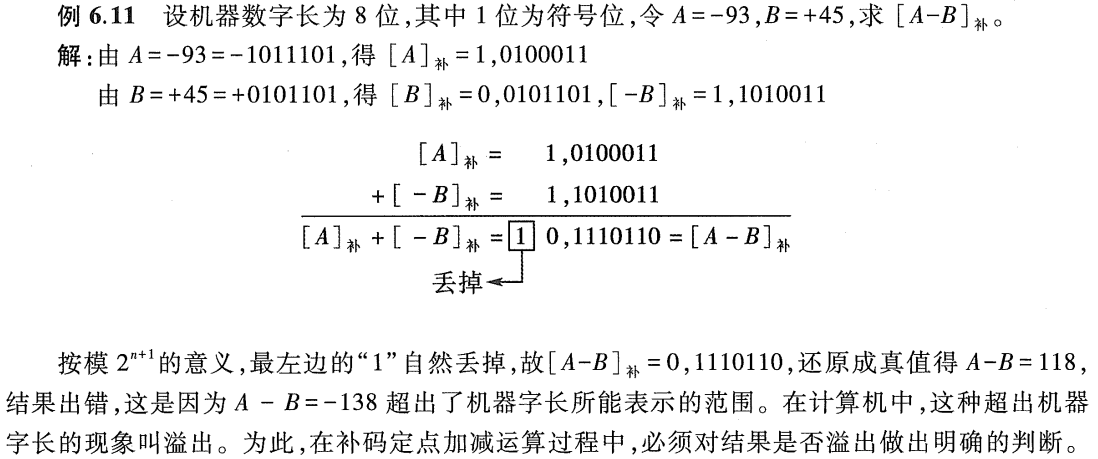 例 6.11 设机器数字长为 8 位,其中 1 位为符号位,令 A=-93,B=+45,求 [A-B]补。
解:由 A=-93=-1011101,得 [A]补=1,0100011
由 B=+45=+0101101,得 [B]补=0,0101101,[-B]补=1,1010011
[A]补 = 1,0100011
+[-B]补 = 1,1010011
[A]补 +[-B]补 = 1 0,1110110 = [A-B]补
丢掉
按模 2ⁿ⁺¹的意义,最左边的“1”自然丢掉,故[A-B]补=0,1110110,还原成真值得 A-B=118,
结果出错,这是因为 A - B=-138 超出了机器字长所能表示的范围。在计算机中,这种超出机器
字长的现象叫溢出。为此,在补码定点加减运算过程中,必须对结果是否溢出做出明确的判断。